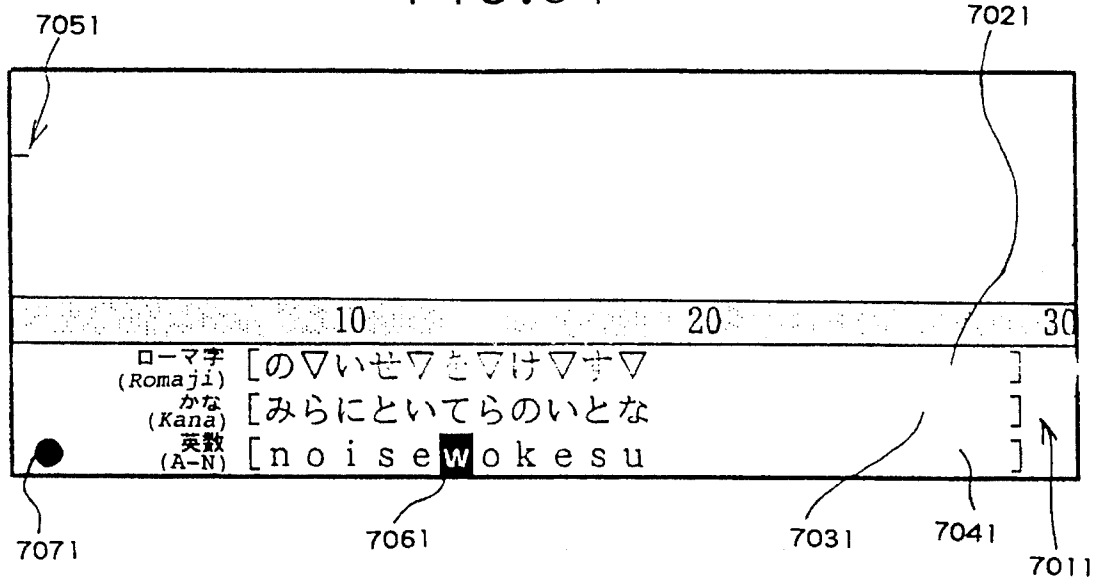 7051
7021
10 20 30
ローマ字
(Romaji) [の▽いせ▽を▽け▽す▽ ]
かな
(Kana) [みらにといてらのいとな ]
英数
(A-N) [noisewokesu ]
7071
7061
7031
7041
7011